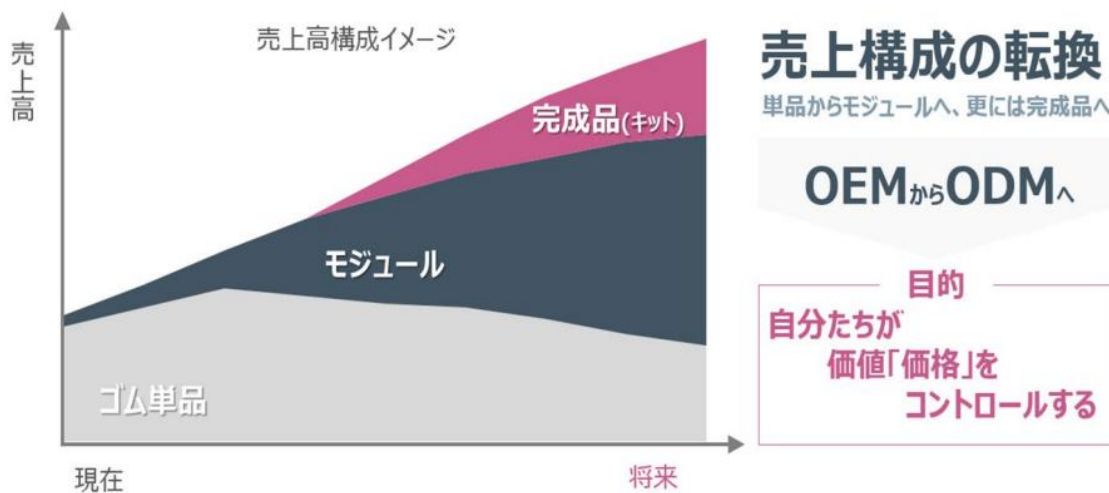 売上高構成イメージ
売上高
完成品(キット)
モジュール
ゴム単品
現在
将来
売上構成の転換
単品からモジュールへ、更には完成品へ
OEMからODMへ
目的
自分たちが
価値「価格」を
コントロールする